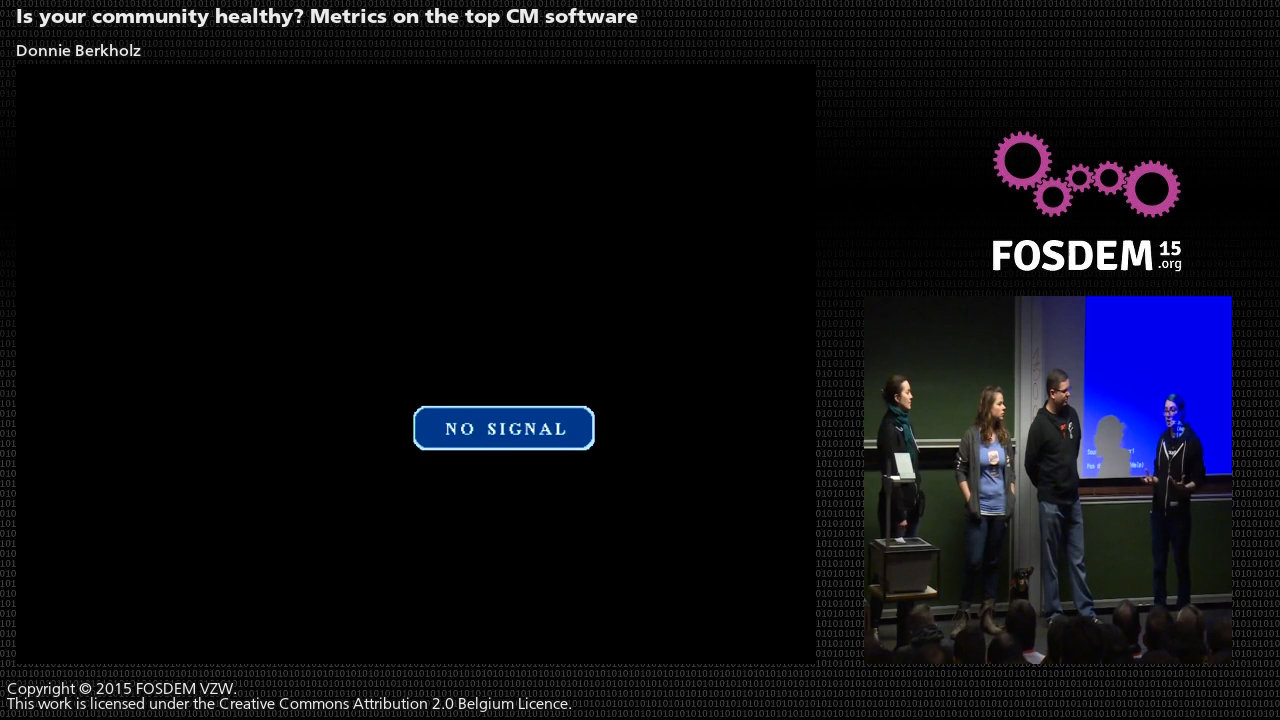 Is your community healthy? Metrics on the top CM software
Donnie Berkholz
NO SIGNAL
FOSDEM 15
.org
Copyright © 2015 FOSDEM VZW.
This work is licensed under the Creative Commons Attribution 2.0 Belgium Licence.